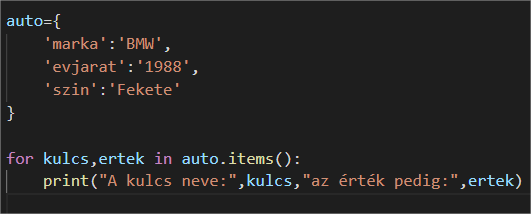 auto={
    'marka':'BMW',
    'evjarat':'1988',
    'szin':'Fekete'
}

for kulcs,ertek in auto.items():
    print("A kulcs neve:",kulcs,"az érték pedig:",ertek)